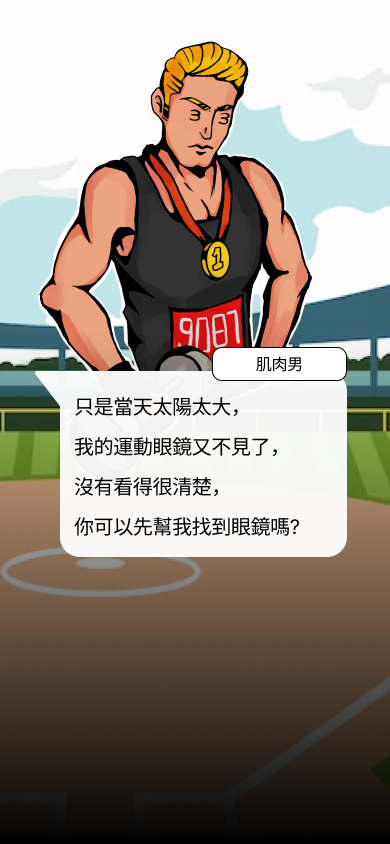 1
9087
肌肉男
只是當天太陽太大，
我的運動眼鏡又不見了，
沒有看得很清楚，
你可以先幫我找到眼鏡嗎?